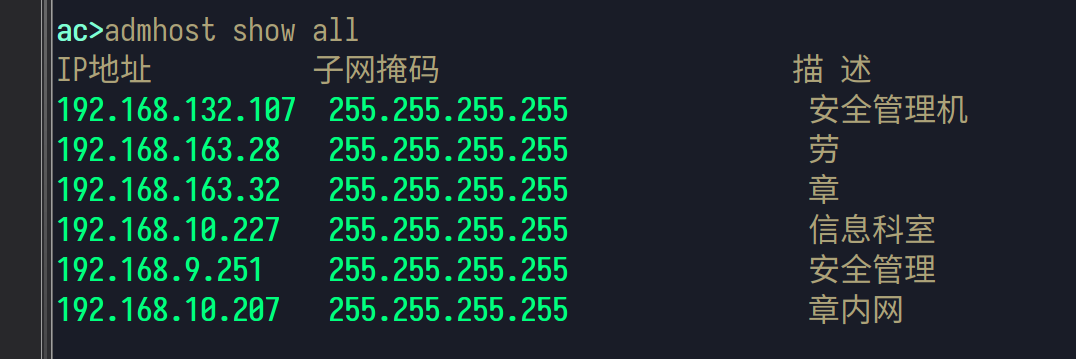 ac>admhost show all
IP地址 子网掩码 描 述
192.168.132.107 255.255.255.255 安全管理机
192.168.163.28 255.255.255.255 劳
192.168.163.32 255.255.255.255 章
192.168.10.227 255.255.255.255 信息科室
192.168.9.251 255.255.255.255 安全管理
192.168.10.207 255.255.255.255 章内网